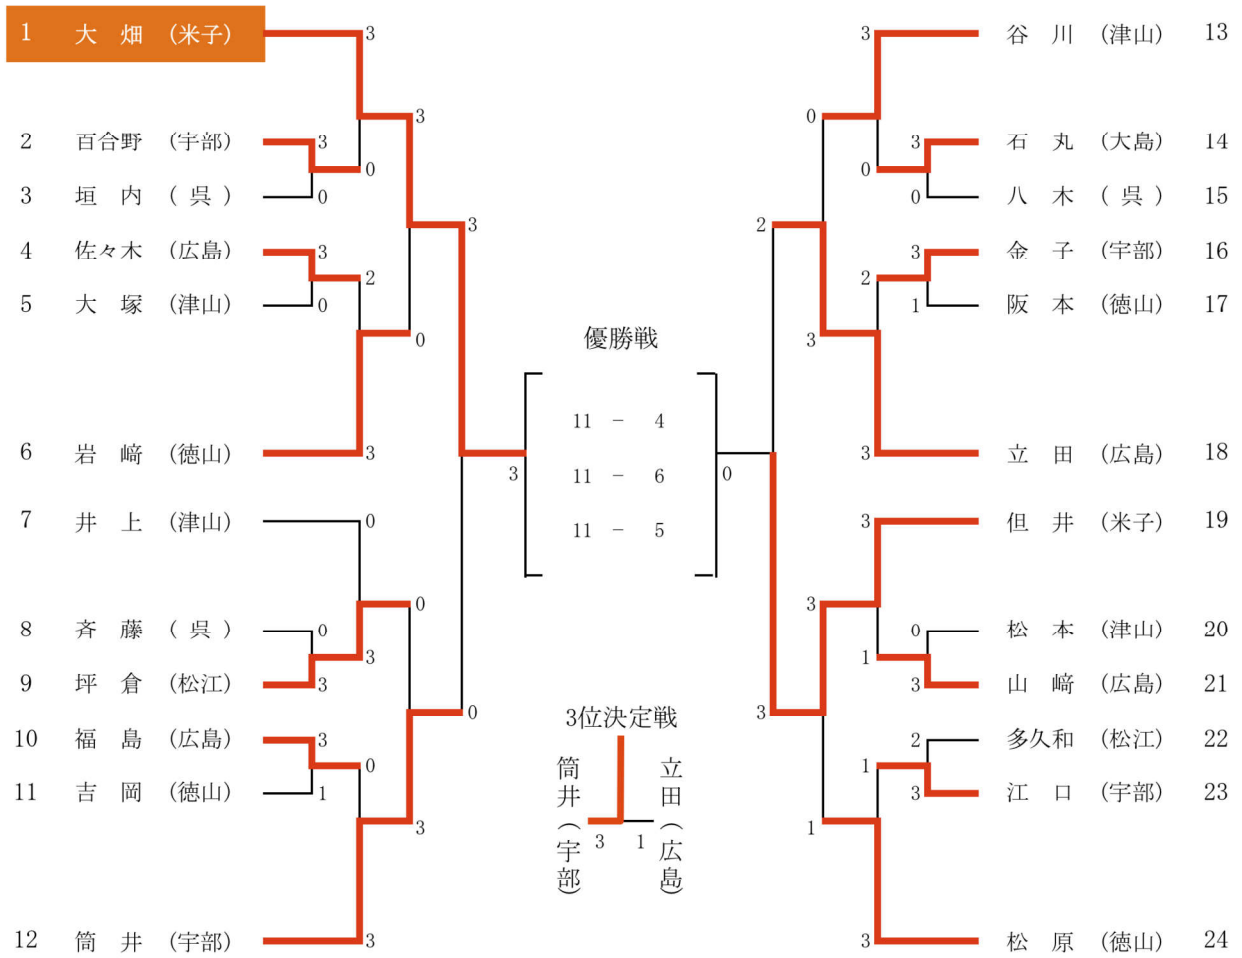 1 大 畑 (米子)
3
2 百合野 (宇部)
3
3 垣 内 ( 呉 )
0
0
3
4 佐々木 (広島)
3
5 大 塚 (津山)
0
2
0
6 岩 﨑 (徳山)
3
3
7 井 上 (津山)
0
8 斉 藤 ( 呉 )
0
9 坪 倉 (松江)
3
3
0
10 福 島 (広島)
3
11 吉 岡 (徳山)
1
0
3
12 筒 井 (宇部)
3
0
優勝戦
3
0
11 - 4
11 - 6
11 - 5
3位決定戦
筒井(宇部)
3
1
立田(広島)
3
谷 川 (津山) 13
3
石 丸 (大島) 14
0
八 木 ( 呉 ) 15
0
0
3
金 子 (宇部) 16
1
阪 本 (徳山) 17
2
3
3
立 田 (広島) 18
2
3
但 井 (米子) 19
0
松 本 (津山) 20
3
山 﨑 (広島) 21
1
3
2
多久和 (松江) 22
3
江 口 (宇部) 23
1
1
3
松 原 (徳山) 24
3